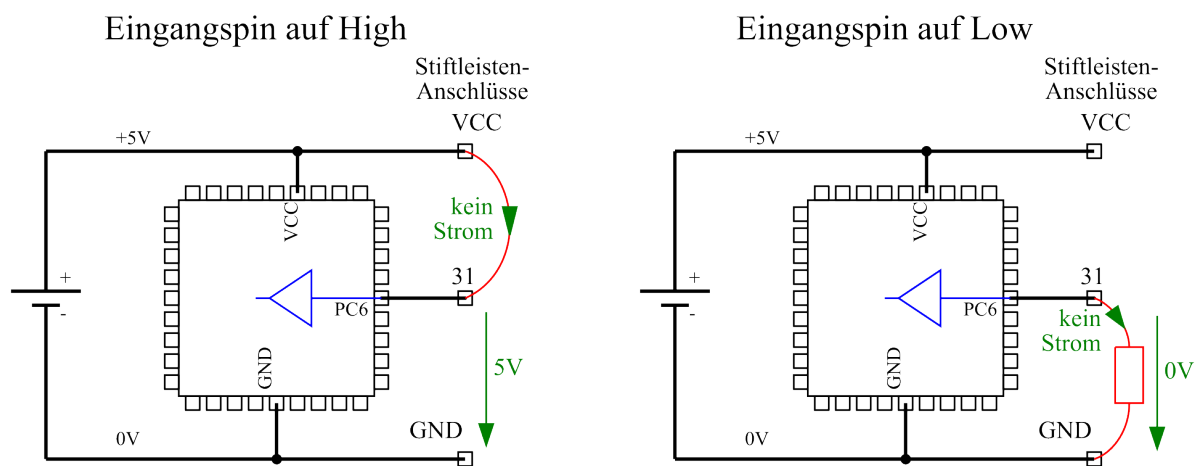 Eingangspin auf High
Stiftleisten-
Anschlüsse
VCC
+5V
VCC
kein
Strom
31
+
-
PC6
GND
5V
0V
GND
Eingangspin auf Low
Stiftleisten-
Anschlüsse
VCC
+5V
VCC
31
+
-
PC6
kein
Strom
GND
0V
0V
GND